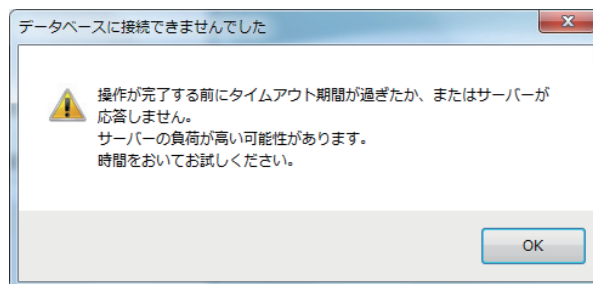 データベースに接続できませんでした
操作が完了する前にタイムアウト期間が過ぎたか、またはサーバーが
応答しません。
サーバーの負荷が高い可能性があります。
時間をおいてお試しください。
OK